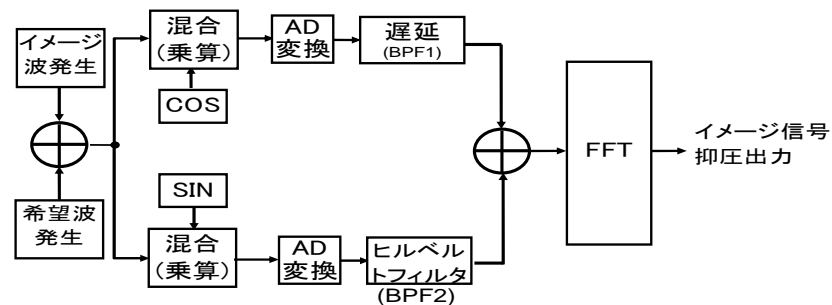 イメージ
波発生
希望波
発生
混合
(乗算)
COS
AD
変換
遅延
(BPF1)
SIN
混合
(乗算)
AD
変換
ヒルベル
トフィルタ
(BPF2)
FFT
イメージ信号
抑圧出力